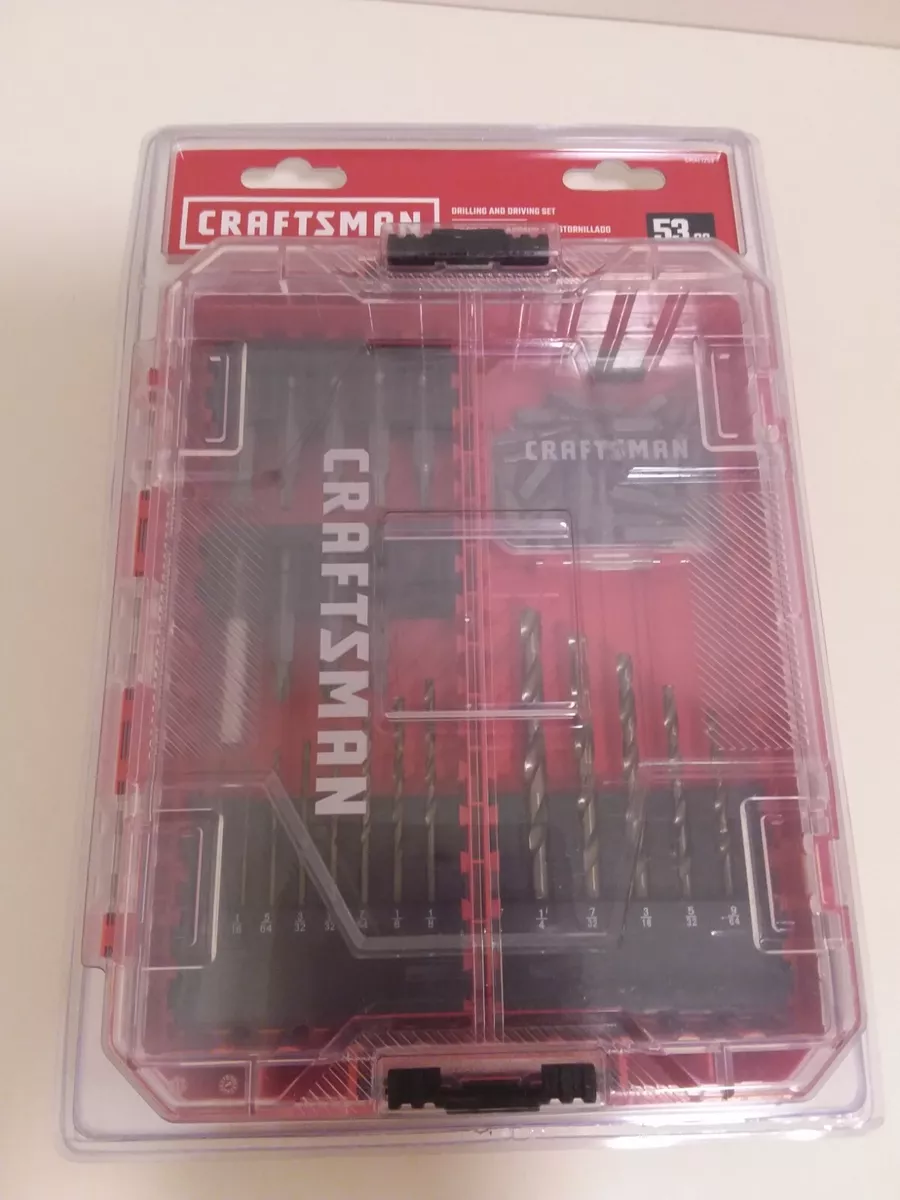 CRAFTSMAN
DRILLING AND DRIVING SET
53 PC
CRAFTSMAN
CRAFTSMAN
1/16 5/64 3/32 1/8 1/8
1/4 7/32 3/16 5/32 9/64